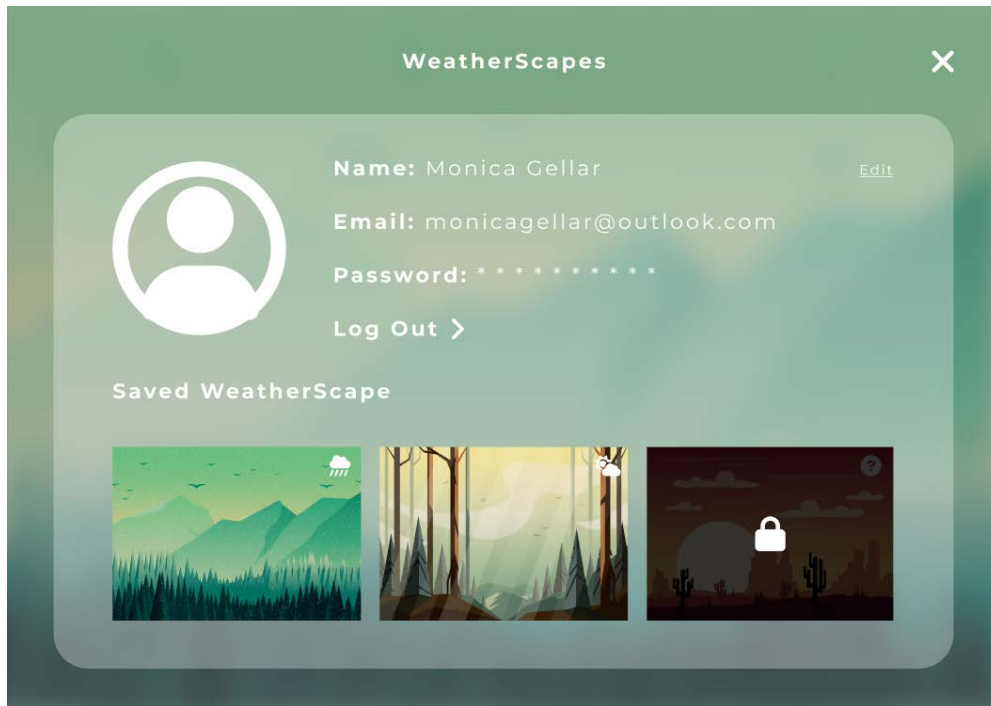 WeatherScapes
Name: Monica Gellar
Edit
Email: monicagellar@outlook.com
Password: * * * * * * * * * *
Log Out
Saved WeatherScape
?